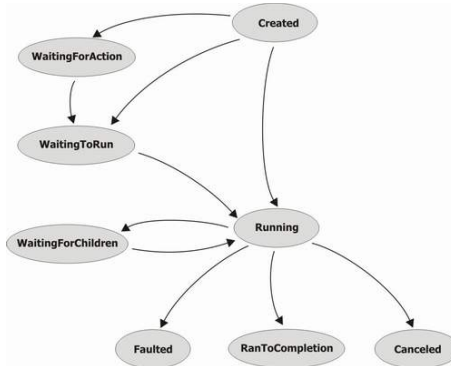 Created
WaitingForAction
WaitingToRun
Running
WaitingForChildren
Faulted
RanToCompletion
Canceled